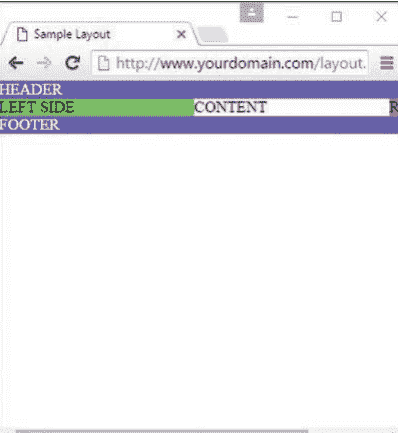 Sample Layout
http://www.yourdomain.com/layout.
HEADER
LEFT SIDE CONTENT R
FOOTER